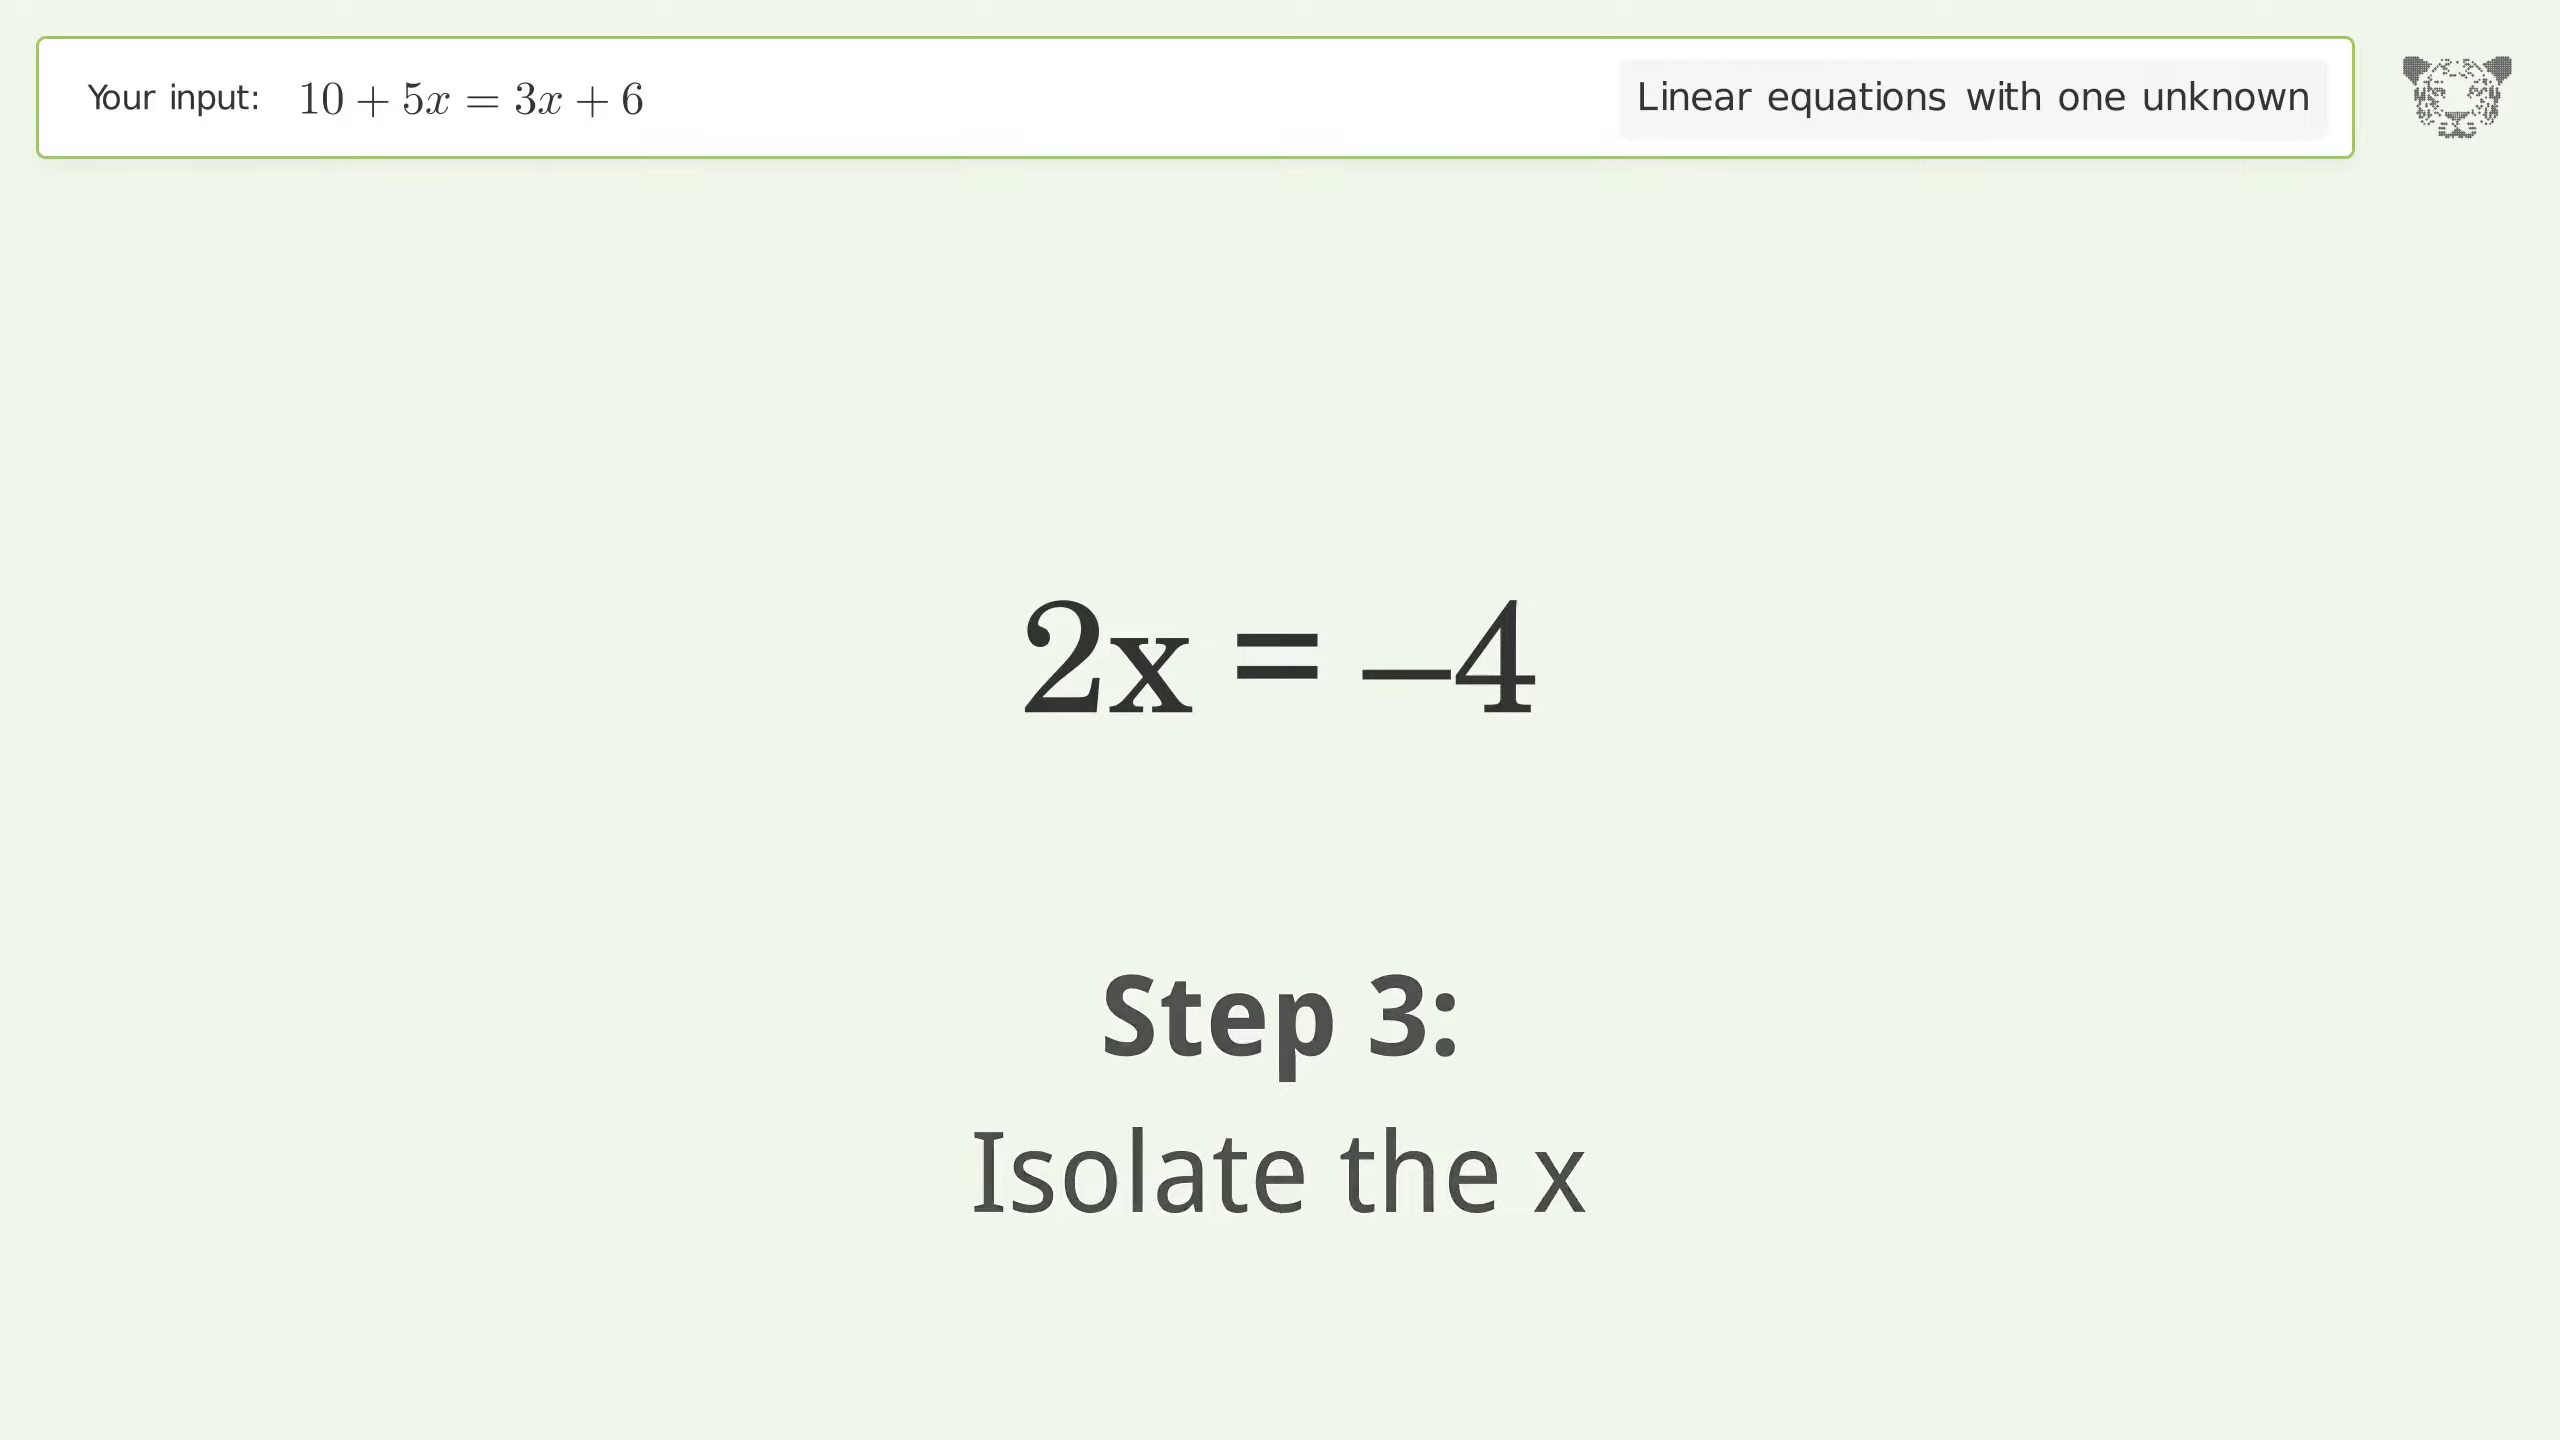 Your input: 10 + 5x = 3x + 6 Linear equations with one unknown
2x = –4
Step 3:
Isolate the x